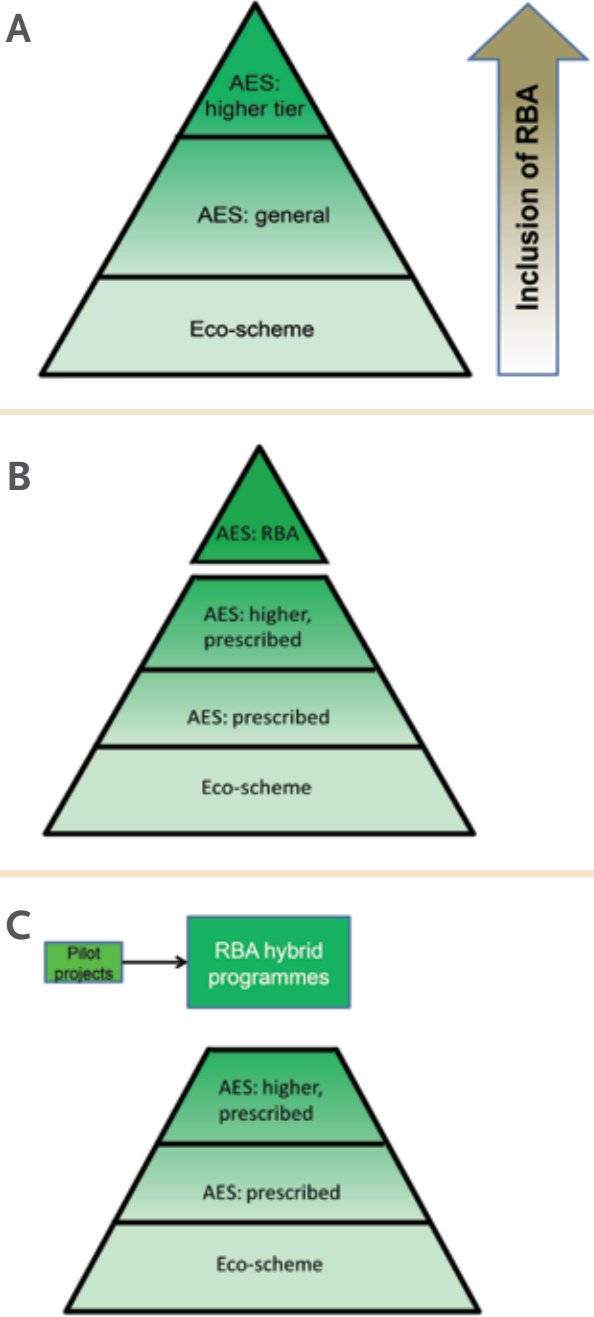 A
AES:
higher tier
AES: general
Eco-scheme
Inclusion of RBA
B
AES: RBA
AES: higher,
prescribed
AES: prescribed
Eco-scheme
C
Pilot
projects
RBA hybrid
programmes
AES: higher,
prescribed
AES: prescribed
Eco-scheme